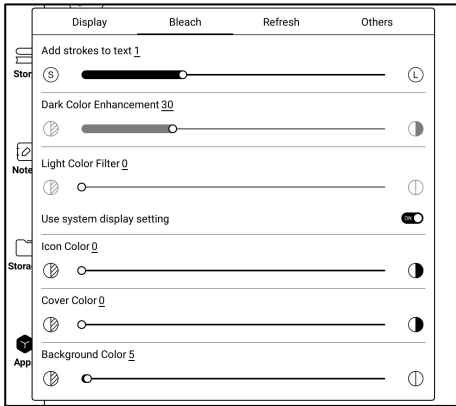 Display Bleach Refresh Others
Add strokes to text 1
S L
Dark Color Enhancement 30
Light Color Filter 0
Use system display setting ON
Icon Color 0
Cover Color 0
Background Color 5
Stor
Note
Stora
App